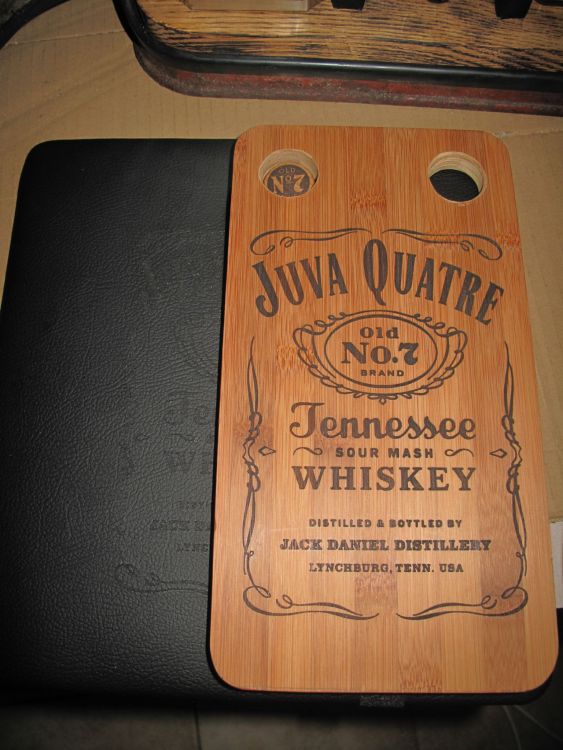 OLD
Nº7
JUVA QUATRE
Old
No.7
BRAND
Tennessee
SOUR MASH
WHISKEY
DISTILLED & BOTTLED BY
JACK DANIEL DISTILLERY
LYNCHBURG, TENN. USA